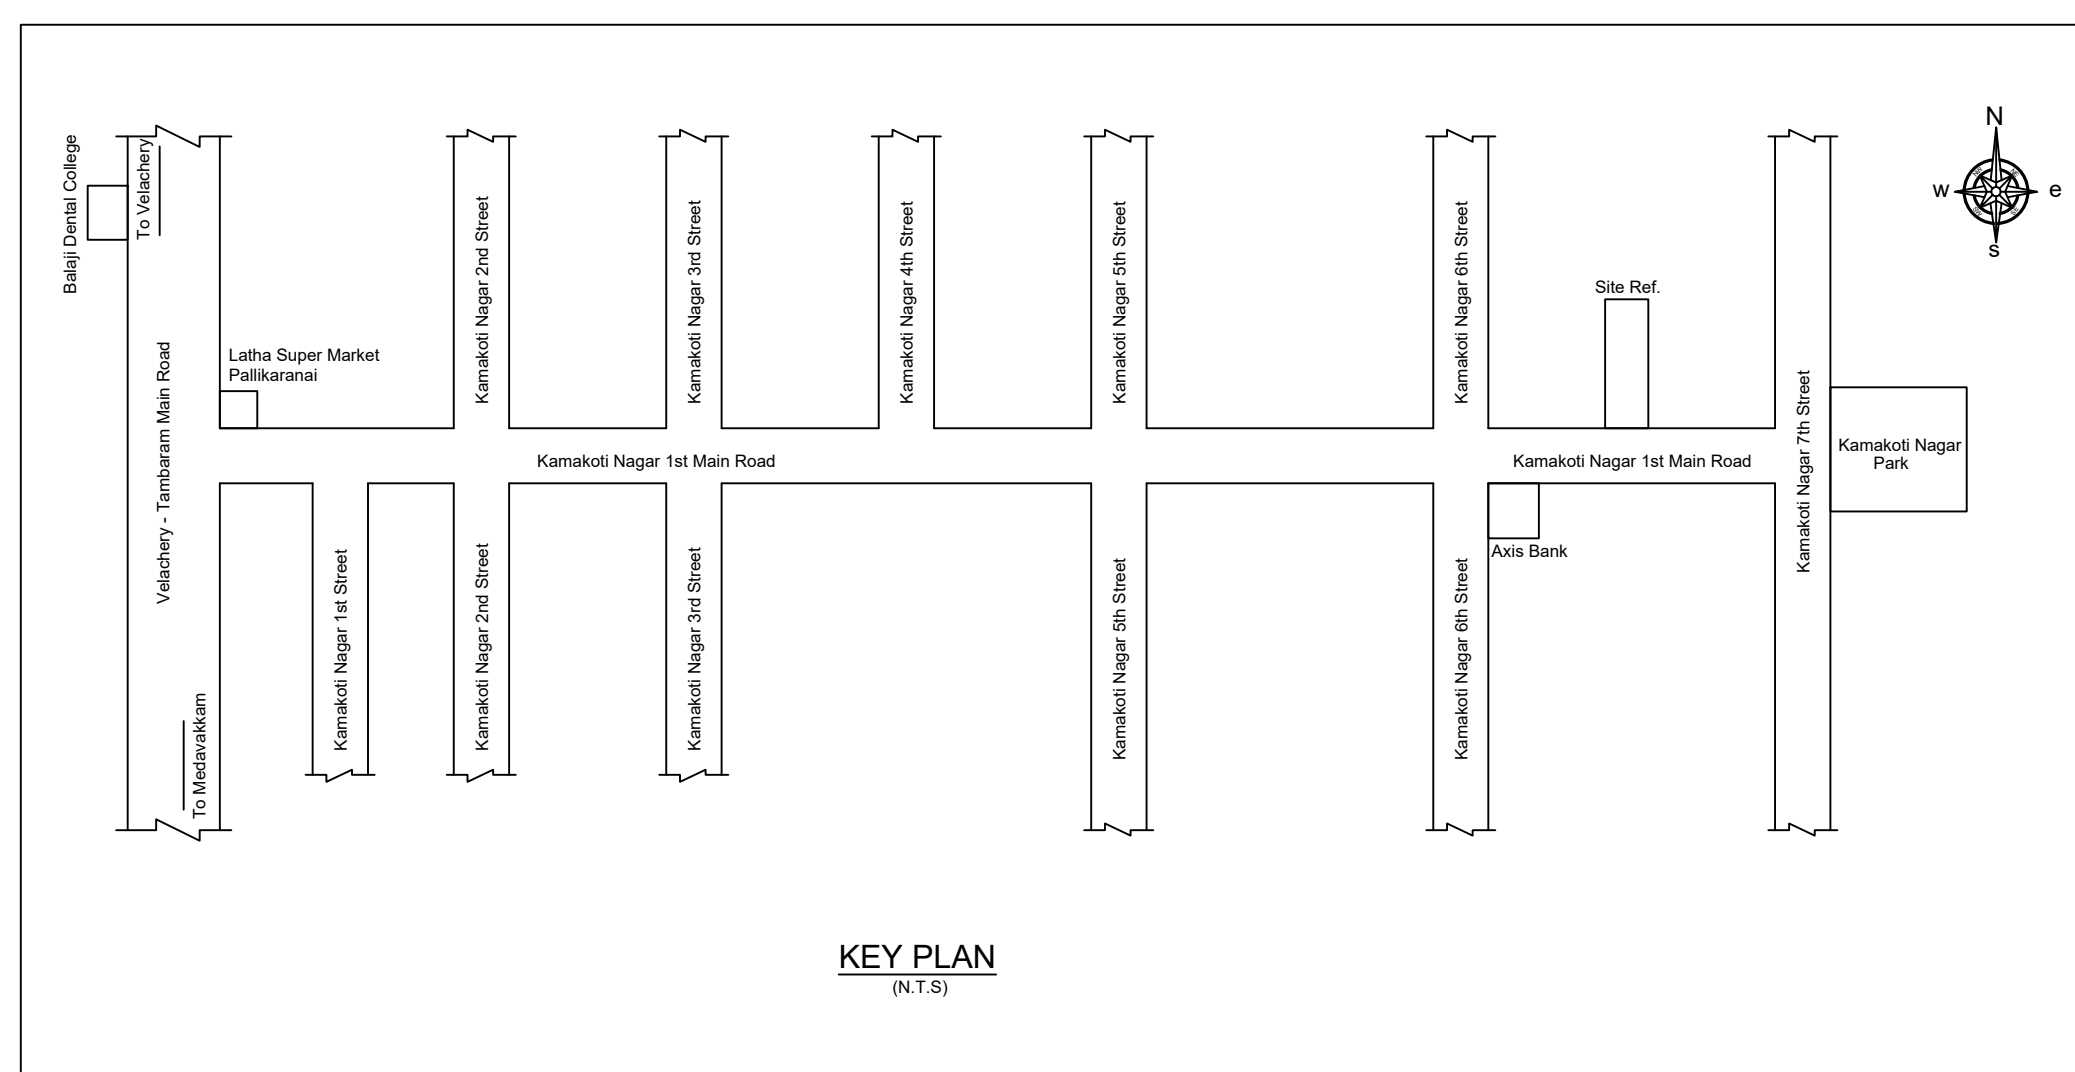 Balaji Dental College
To Velachery
Velachery - Tambaram Main Road
To Medavakkam
Latha Super Market
Pallikaranai
Kamakoti Nagar 2nd Street
Kamakoti Nagar 3rd Street
Kamakoti Nagar 4th Street
Kamakoti Nagar 5th Street
Kamakoti Nagar 6th Street
Site Ref.
Kamakoti Nagar 7th Street
N
w
e
s
NW
NE
SW
SE
Kamakoti Nagar 1st Main Road
Kamakoti Nagar 1st Main Road
Kamakoti Nagar
Park
Axis Bank
Kamakoti Nagar 1st Street
Kamakoti Nagar 2nd Street
Kamakoti Nagar 3rd Street
Kamakoti Nagar 5th Street
Kamakoti Nagar 6th Street
KEY PLAN
(N.T.S)